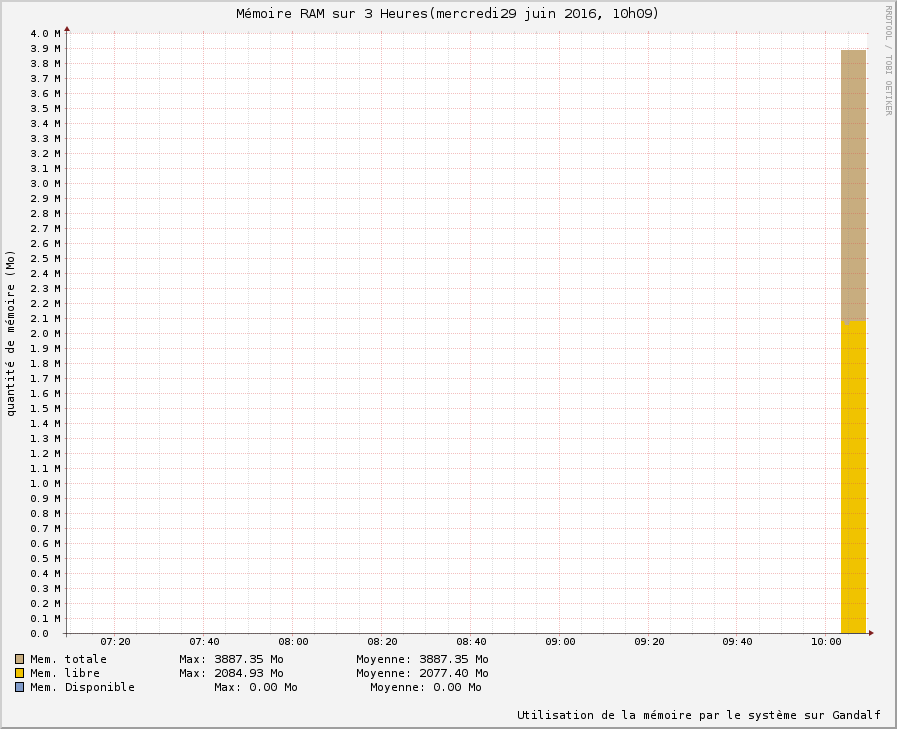 Mémoire RAM sur 3 Heures(mercredi29 juin 2016, 10h09)
RRDTOOL / TOBI OETIKER
quantité de mémoire (Mo)
4.0 M
3.9 M
3.8 M
3.7 M
3.6 M
3.5 M
3.4 M
3.3 M
3.2 M
3.1 M
3.0 M
2.9 M
2.8 M
2.7 M
2.6 M
2.5 M
2.4 M
2.3 M
2.2 M
2.1 M
2.0 M
1.9 M
1.8 M
1.7 M
1.6 M
1.5 M
1.4 M
1.3 M
1.2 M
1.1 M
1.0 M
0.9 M
0.8 M
0.7 M
0.6 M
0.5 M
0.4 M
0.3 M
0.2 M
0.1 M
0.0
07:20 07:40 08:00 08:20 08:40 09:00 09:20 09:40 10:00
Mem. totale Max: 3887.35 Mo Moyenne: 3887.35 Mo
Mem. libre Max: 2084.93 Mo Moyenne: 2077.40 Mo
Mem. Disponible Max: 0.00 Mo Moyenne: 0.00 Mo
Utilisation de la mémoire par le système sur Gandalf